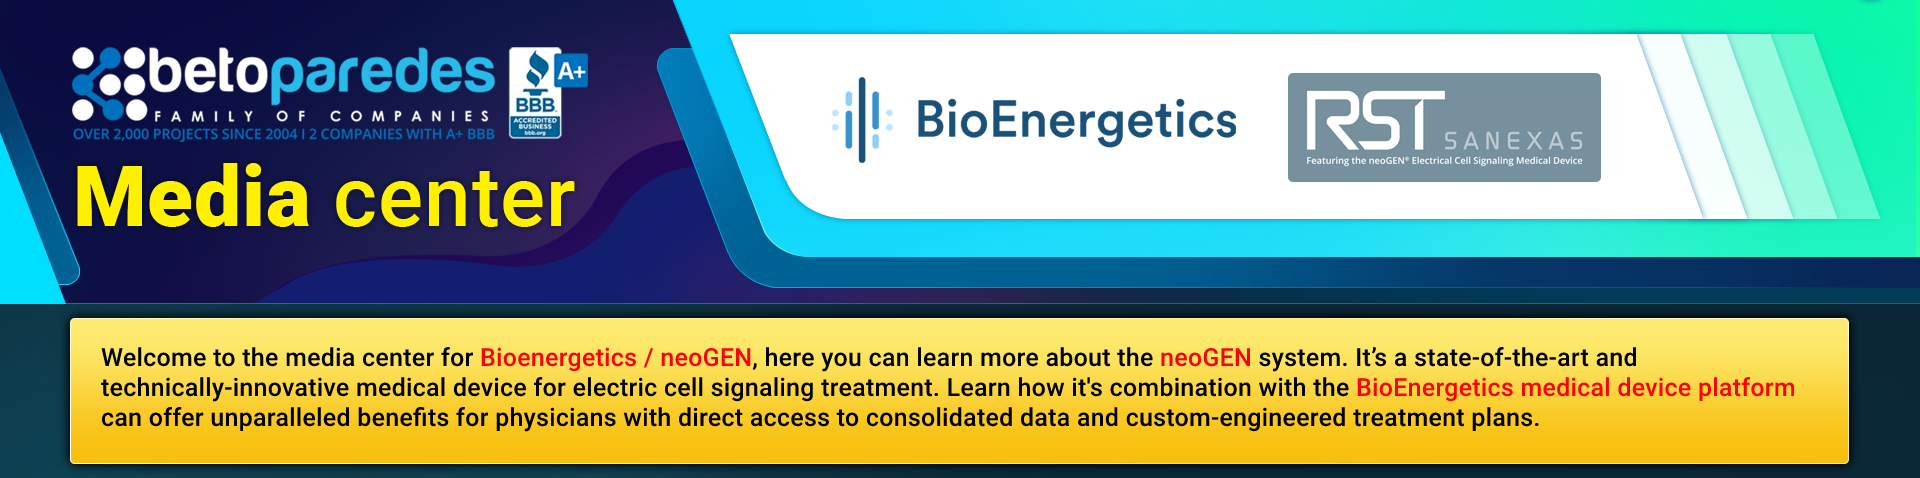 betoparedes
FAMILY OF COMPANIES
OVER 2,000 PROJECTS SINCE 2004 I 2 COMPANIES WITH A+ BBB
A+
BBB
ACCREDITED
BUSINESS
bbb.org
Media center
BioEnergetics
RST
SANEXAS
Featuring the neoGEN® Electrical Cell Signaling Medical Device
Welcome to the media center for Bioenergetics / neoGEN, here you can learn more about the neoGEN system. It’s a state-of-the-art and
technically-innovative medical device for electric cell signaling treatment. Learn how it's combination with the BioEnergetics medical device platform
can offer unparalleled benefits for physicians with direct access to consolidated data and custom-engineered treatment plans.